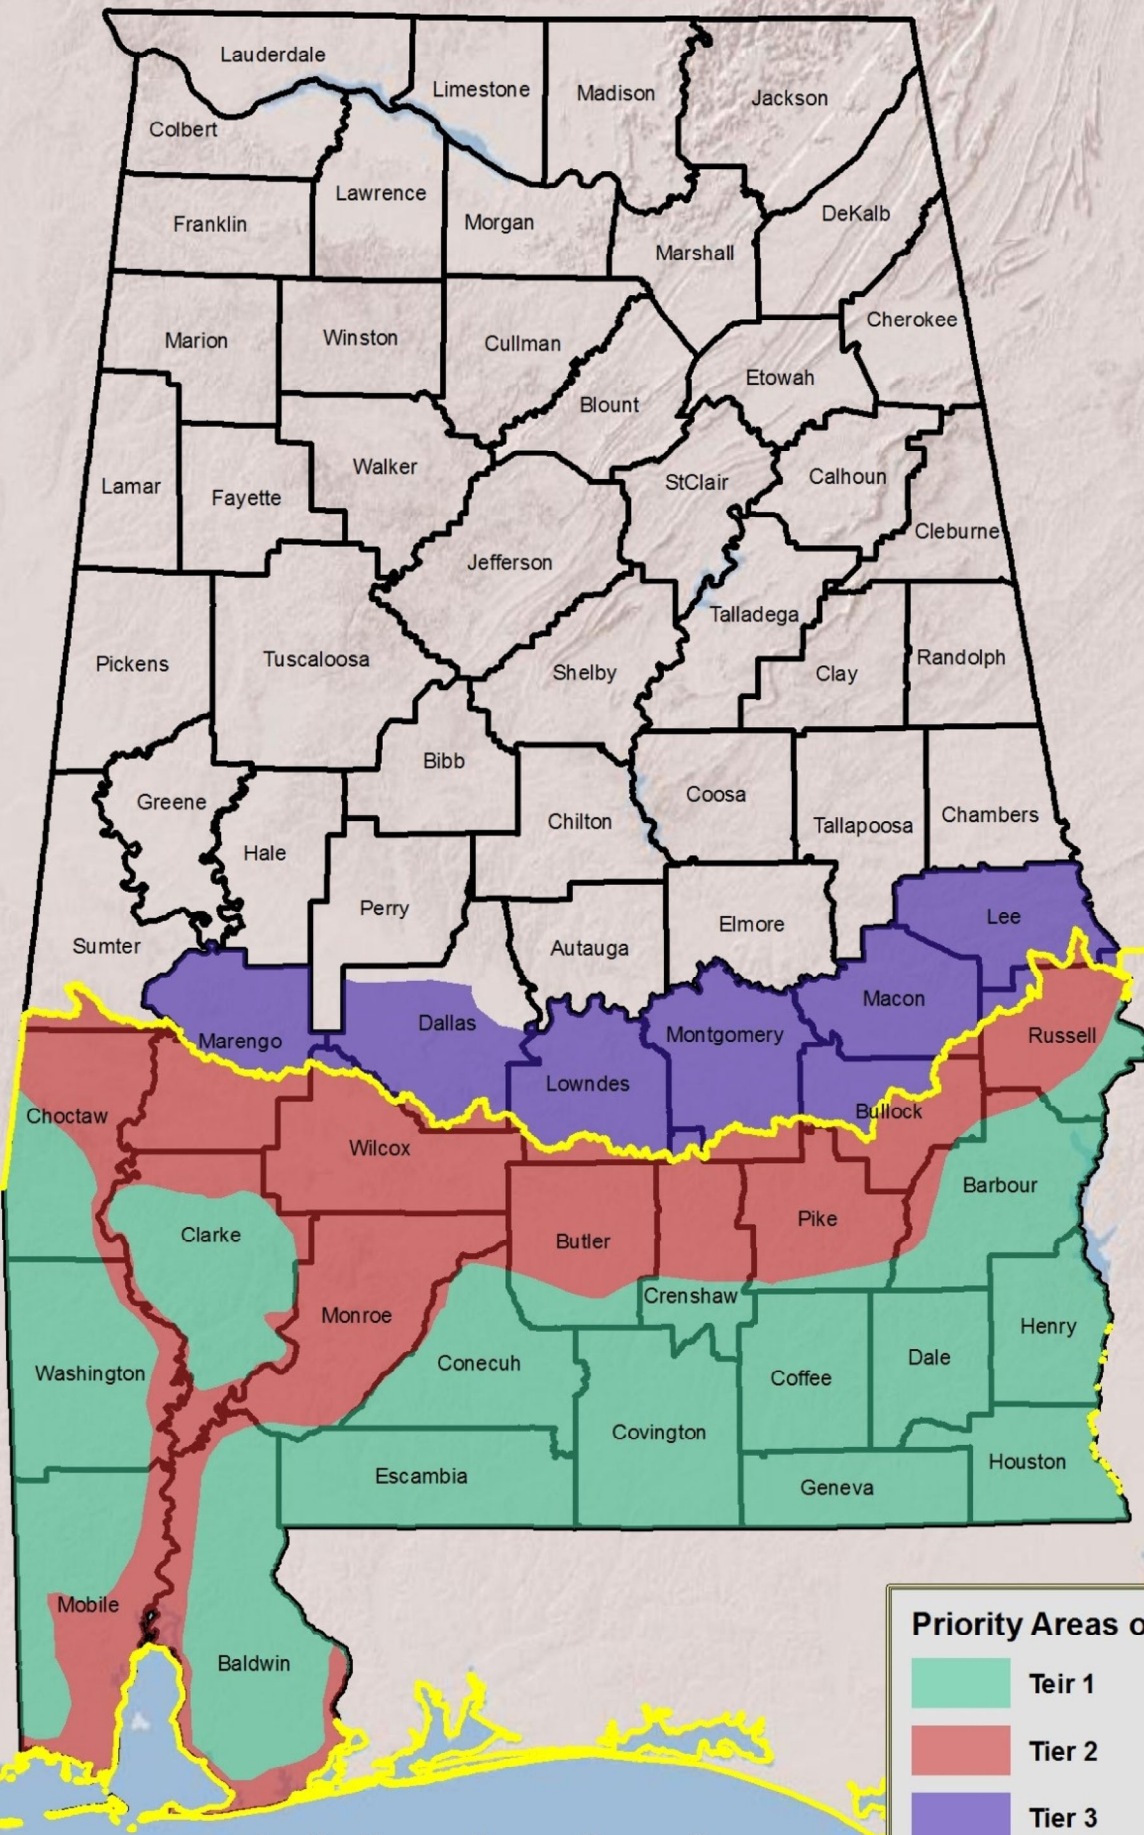 Lauderdale
Limestone
Madison
Jackson
Colbert
Lawrence
Franklin
Morgan
DeKalb
Marshall
Cherokee
Marion
Winston
Cullman
Etowah
Blount
Walker
Calhoun
StClair
Lamar
Fayette
Cleburne
Jefferson
Talladega
Pickens
Tuscaloosa
Shelby
Clay
Randolph
Bibb
Greene
Coosa
Chilton
Tallapoosa
Chambers
Hale
Perry
Lee
Elmore
Sumter
Autauga
Macon
Dallas
Montgomery
Russell
Marengo
Lowndes
Bullock
Choctaw
Wilcox
Barbour
Pike
Clarke
Butler
Crenshaw
Monroe
Henry
Conecuh
Dale
Washington
Coffee
Covington
Escambia
Houston
Geneva
Mobile
Baldwin
Priority Areas o
Teir 1
Tier 2
Tier 3